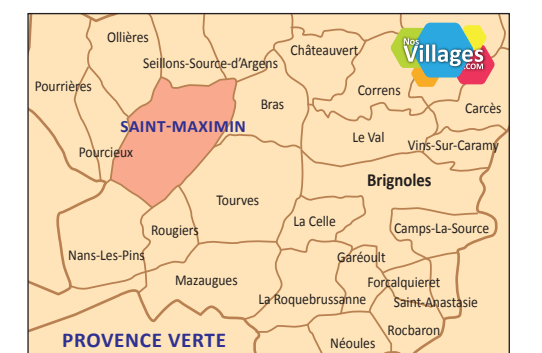 Ollières
Nos
Villages
.COM
Châteauvert
Seillons-Source-d'Argens
Pourrières
Correns
Bras
Carcès
SAINT-MAXIMIN
Le Val
Vins-Sur-Caramy
Pourcieux
Brignoles
Tourves
La Celle
Camps-La-Source
Rougiers
Nans-Les-Pins
Garéoult
Mazaugues
Forcalquieret
La Roquebrussanne
Saint-Anastasie
Rocbaron
PROVENCE VERTE
Néoules